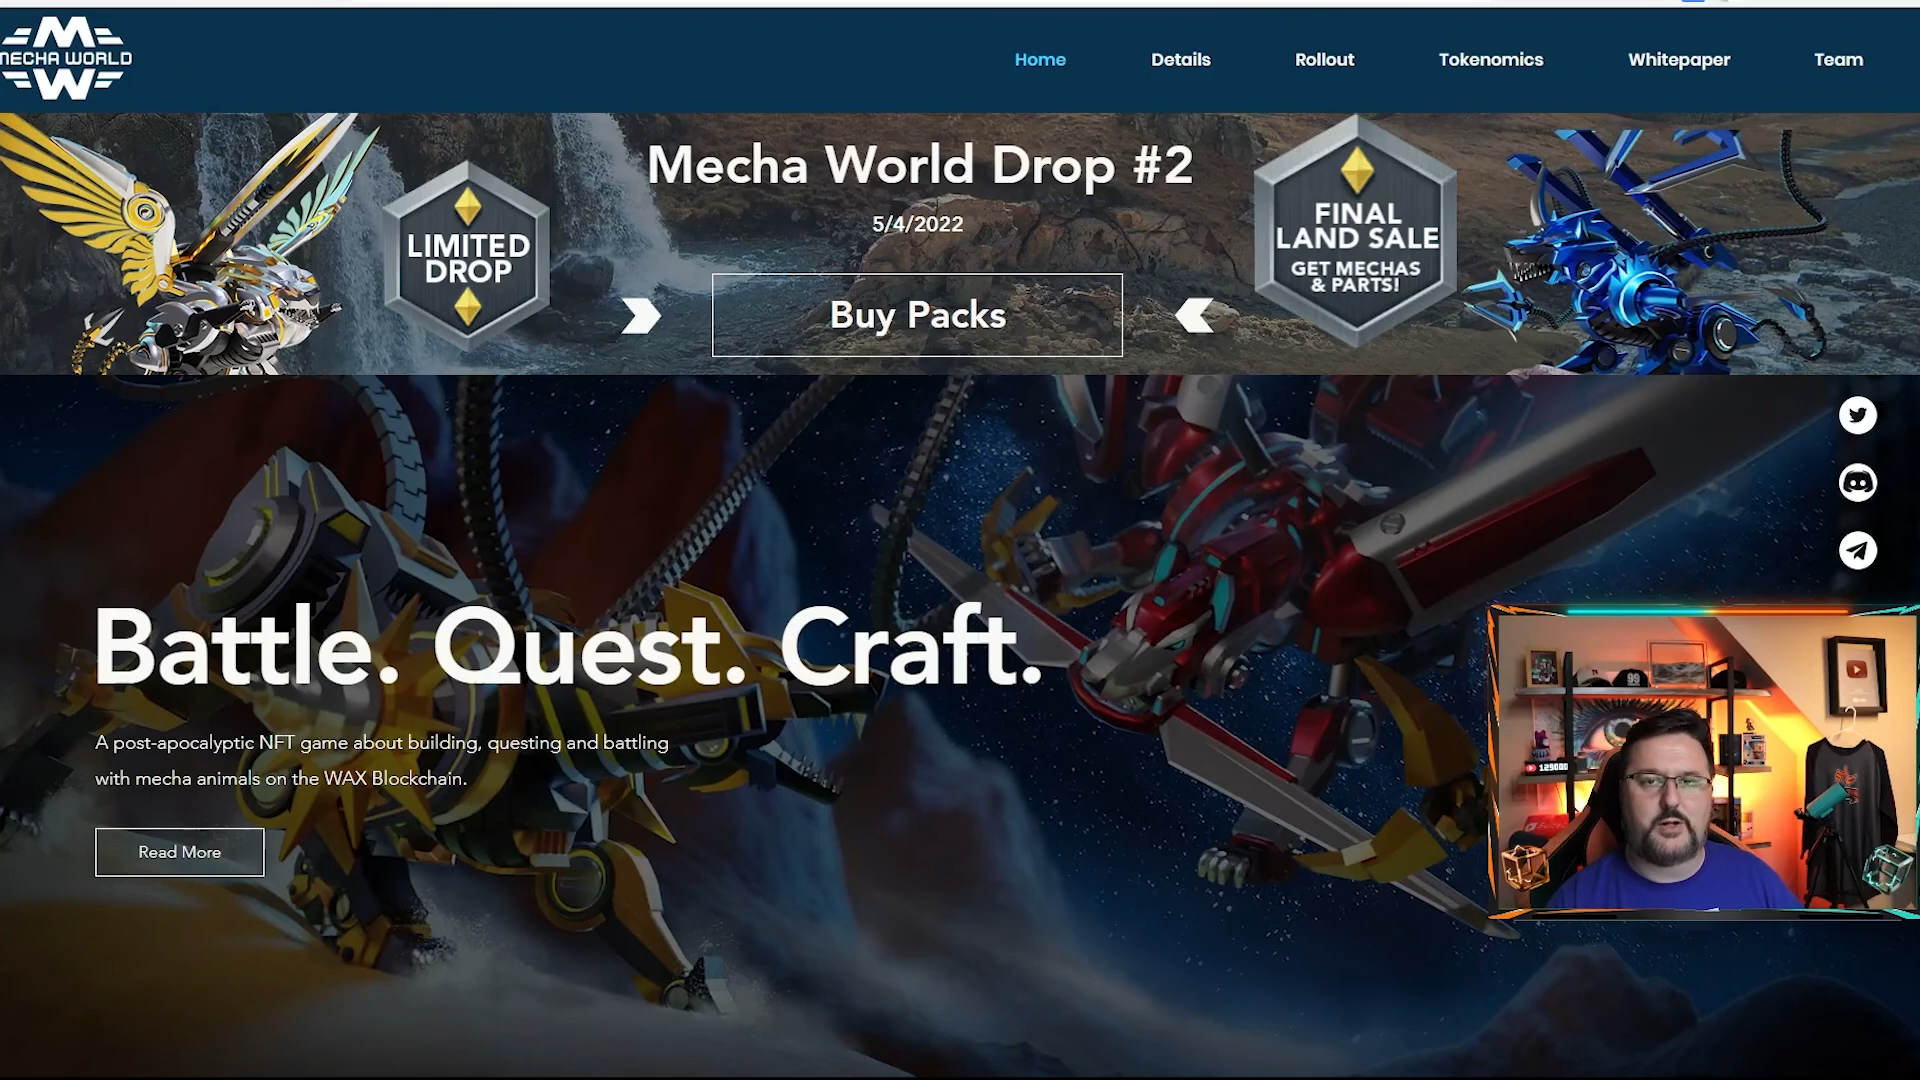 MECHA WORLD
Home
Details
Rollout
Tokenomics
Whitepaper
Team
LIMITED
DROP
Mecha World Drop #2
5/4/2022
Buy Packs
FINAL
LAND SALE
GET MECHAS
& PARTS!
Battle. Quest. Craft.
A post-apocalyptic NFT game about building, questing and battling
with mecha animals on the WAX Blockchain.
Read More
99
129000